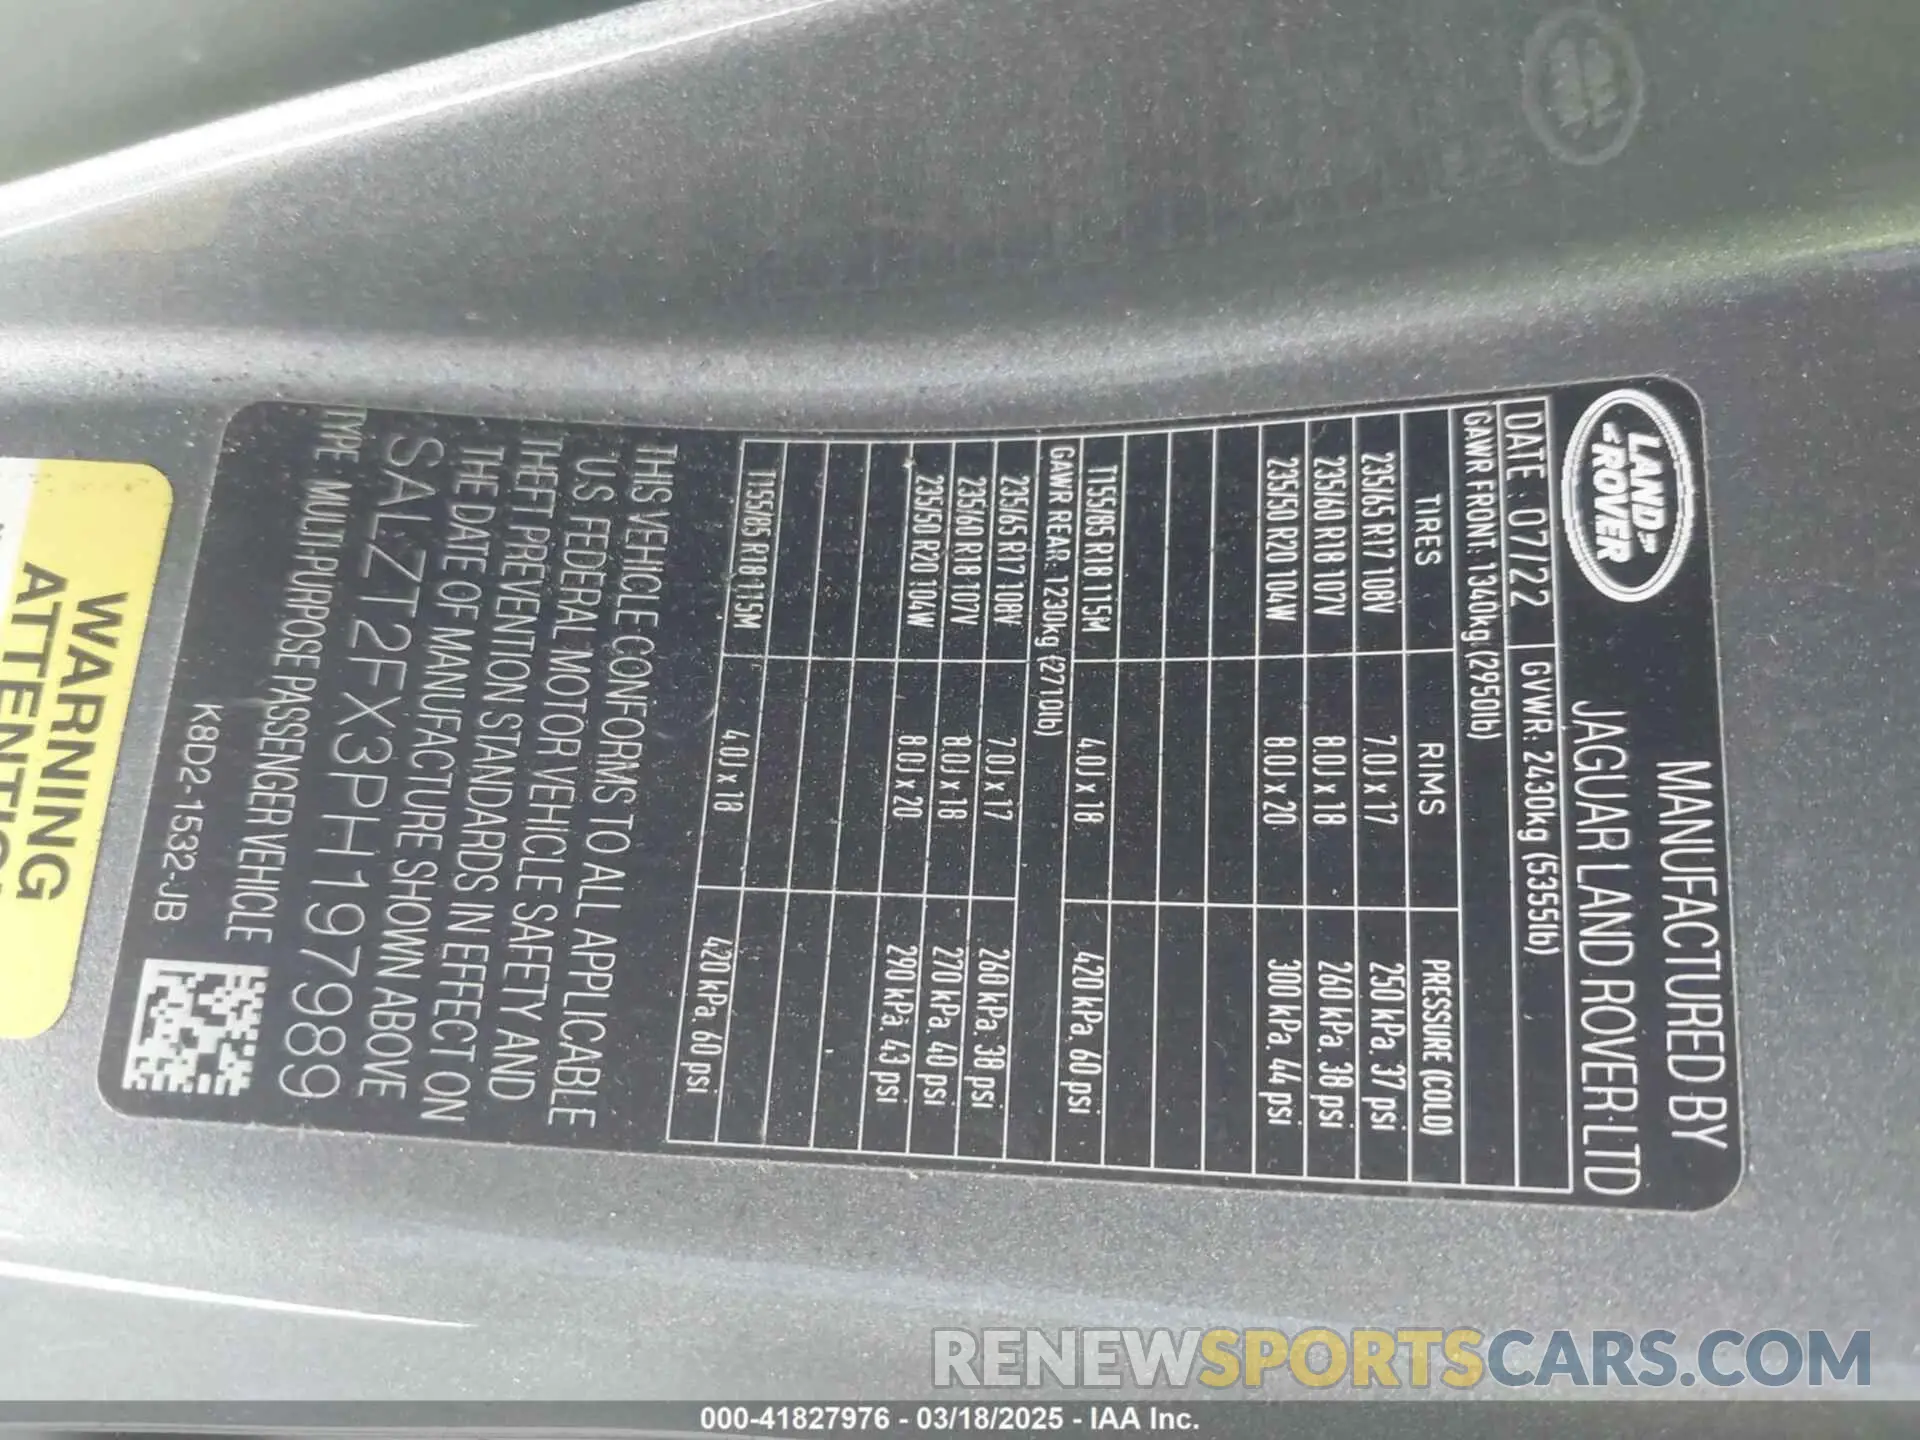 LAND
ROVER
MANUFACTURED BY
JAGUAR LAND ROVER LTD
DATE : 07/22 GVWR: 2430kg (5355lb)
GAWR FRONT: 1340kg (2950lb)
TIRES RIMS PRESSURE (COLD)
235/65 R17 108V 7.0J x 17 250 kPa. 37 psi
235/60 R18 107V 8.0J x 18 260 kPa. 38 psi
235/50 R20 104W 8.0J x 20 300 kPa. 44 psi
T155/85 R18 115M 4.0J x 18 420 kPa. 60 psi
GAWR REAR: 1230kg (2710lb)
235/65 R17 108V 7.0J x 17 260 kPa. 38 psi
235/60 R18 107V 8.0J x 18 270 kPa. 40 psi
235/50 R20 104W 8.0J x 20 290 kPa. 43 psi
T155/85 R18 115M 4.0J x 18 420 kPa. 60 psi
THIS VEHICLE CONFORMS TO ALL APPLICABLE
US FEDERAL MOTOR VEHICLE SAFETY AND
THEFT PREVENTION STANDARDS IN EFFECT ON
THE DATE OF MANUFACTURE SHOWN ABOVE
SALZT2FX3PH197989
TYPE MULTI-PURPOSE PASSENGER VEHICLE
K8D2-1532-JB
WARNING
RENEWSPORTSCARS.COM
000-41827976 - 03/18/2025 - IAA Inc.